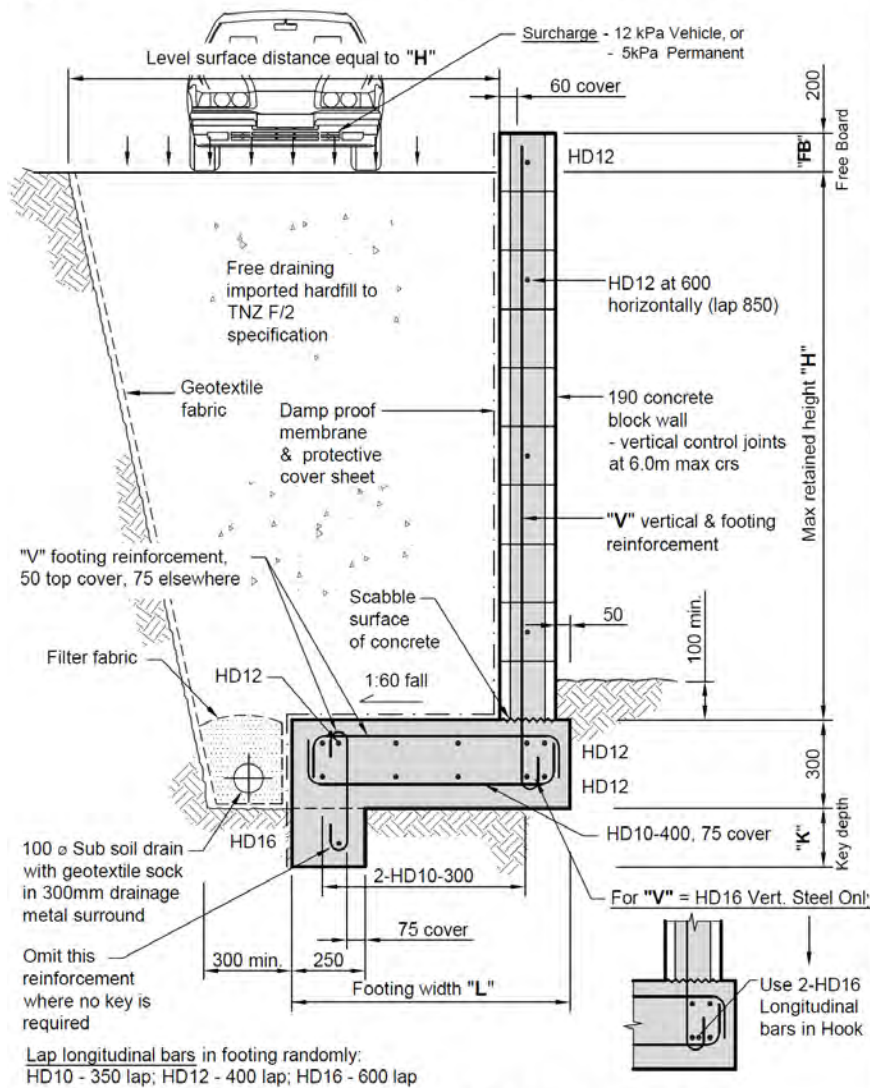 Surcharge - 12 kPa Vehicle, or
- 5kPa Permanent
Level surface distance equal to "H"
60 cover
200
HD12
"FB"
Free Board
Free draining
imported hardfill to
TNZ F/2
specification
HD12 at 600
horizontally (lap 850)
Geotextile
fabric
Damp proof
membrane
& protective
cover sheet
190 concrete
block wall
- vertical control joints
at 6.0m max crs
Max retained height "H"
"V" vertical & footing
reinforcement
"V" footing reinforcement,
50 top cover, 75 elsewhere
Scabble
surface
of concrete
50
100 min.
Filter fabric
HD12
1:60 fall
HD12
HD12
300
HD16
HD10-400, 75 cover
"K"
Key depth
100 ø Sub soil drain
with geotextile sock
in 300mm drainage
metal surround
2-HD10-300
For "V" = HD16 Vert. Steel Only
75 cover
Omit this
reinforcement
where no key is
required
300 min.
250
Footing width "L"
Use 2-HD16
Longitudinal
bars in Hook
Lap longitudinal bars in footing randomly:
HD10 - 350 lap; HD12 - 400 lap; HD16 - 600 lap